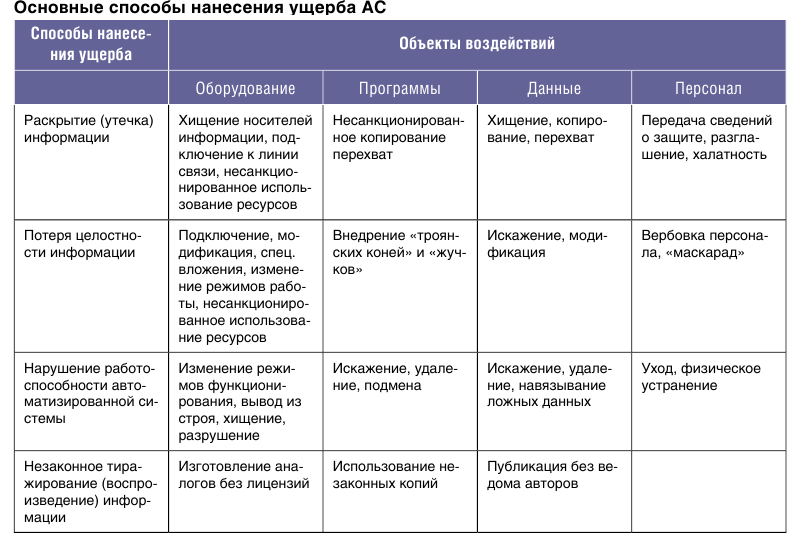 Основные способы нанесения ущерба АС
Способы нанесе-
ния ущерба
Объекты воздействий
Оборудование
Программы
Данные
Персонал
Раскрытие (утечка)
информации
Хищение носителей
информации, под-
ключение к линии
связи, несанкцио-
нированное исполь-
зование ресурсов
Несанкционирован-
ное копирование
перехват
Хищение, копиро-
вание, перехват
Передача сведений
о защите, разгла-
шение, халатность
Потеря целостно-
сти информации
Подключение, мо-
дификация, спец.
вложения, измене-
ние режимов рабо-
ты, несанкциониро-
ванное использова-
ние ресурсов
Внедрение «троян-
ских коней» и «жуч-
ков»
Искажение, моди-
фикация
Вербовка персона-
ла, «маскарад»
Нарушение работо-
способности авто-
матизированной си-
стемы
Изменение режи-
мов функциони-
рования, вывод из
строя, хищение,
разрушение
Искажение, удале-
ние, подмена
Искажение, удале-
ние, навязывание
ложных данных
Уход, физическое
устранение
Незаконное тира-
жирование (воспро-
изведение) инфор-
мации
Изготовление ана-
логов без лицензий
Использование не-
законных копий
Публикация без ве-
дома авторов